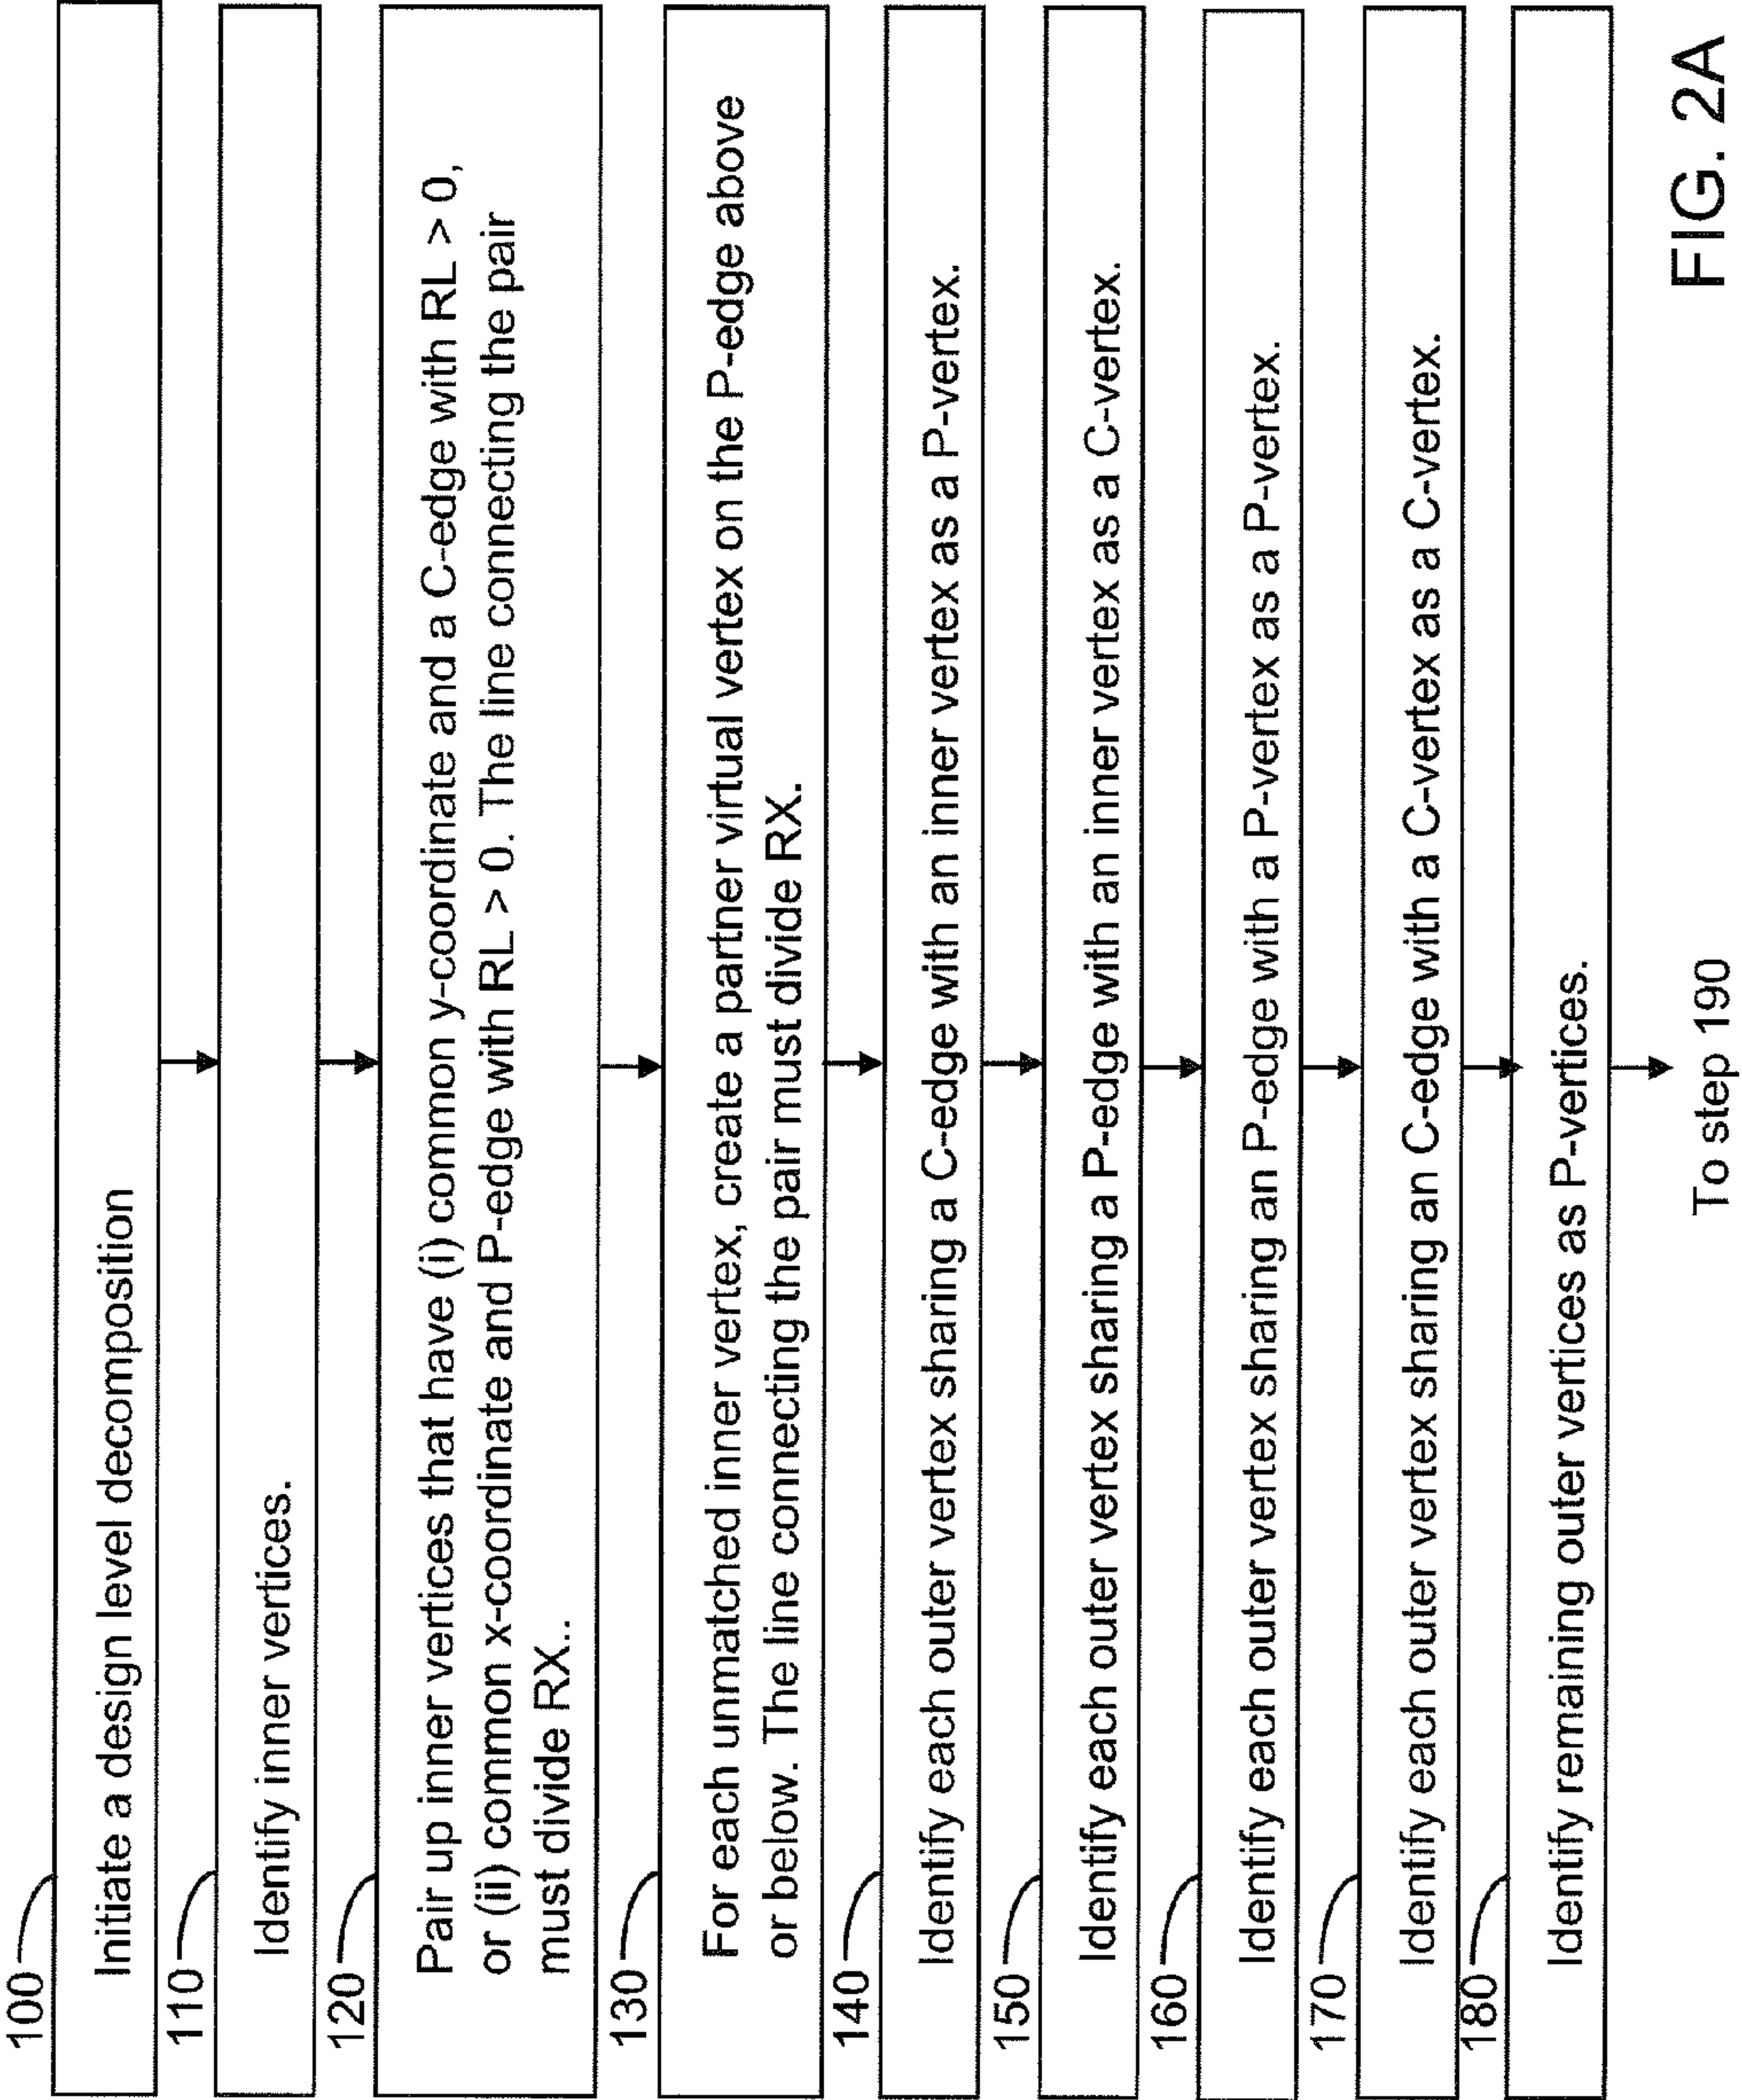 100
Initiate a design level decomposition
110
Identify inner vertices.
120
Pair up inner vertices that have (i) common y-coordinate and a C-edge with RL > 0,
or (ii) common x-coordinate and P-edge with RL > 0. The line connecting the pair
must divide RX..
130
For each unmatched inner vertex, create a partner virtual vertex on the P-edge above
or below. The line connecting the pair must divide RX.
140
Identify each outer vertex sharing a C-edge with an inner vertex as a P-vertex.
150
Identify each outer vertex sharing a P-edge with an inner vertex as a C-vertex.
160
Identify each outer vertex sharing an P-edge with a P-vertex as a P-vertex.
170
Identify each outer vertex sharing an C-edge with a C-vertex as a C-vertex.
180
Identify remaining outer vertices as P-vertices.
To step 190
FIG. 2A